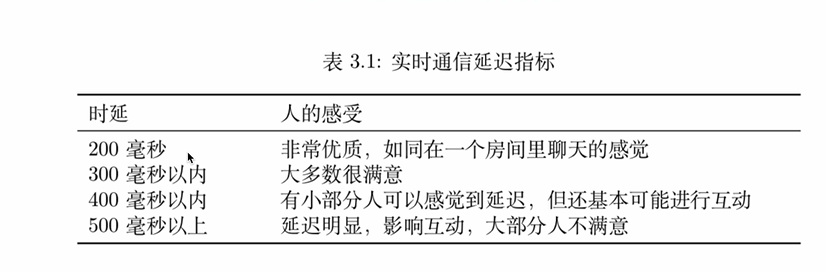 表 3.1: 实时通信延迟指标
时延 人的感受
200 毫秒 非常优质，如同在一个房间里聊天的感觉
300 毫秒以内 大多数很满意
400 毫秒以内 有小部分人可以感觉到延迟，但还基本可能进行互动
500 毫秒以上 延迟明显，影响互动，大部分人不满意